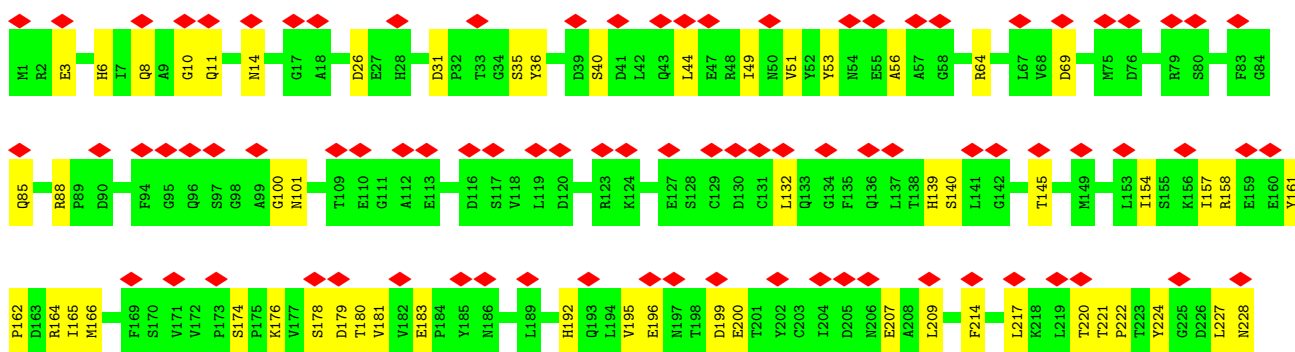 M1 R2 E3 H6 I7 Q8 A9 G10 Q11 N14 G17 A18 D26 E27 H28 D31 P32 T33 G34 S35 Y36 D39 S40 D41 L42 Q43 L44 E47 R48 I49 N50 V51 Y52 Y53 N54 E55 A56 A57 G58 R64 L67 V68 D69 M75 D76 R79 S80 F83 G84
Q85 R88 P89 D90 F94 G95 Q96 S97 G98 A99 G100 N101 T109 E110 G111 A112 E113 D116 S117 V118 L119 D120 R123 K124 E127 S128 C129 D130 C131 L132 Q133 G134 F135 Q136 L137 T138 H139 S140 L141 G142 T145 M149 L153 I154 S155 K156 I157 R158 E159 E160 Y161
P162 D163 R164 I165 M166 F169 S170 V171 V172 P173 S174 P175 K176 V177 S178 D179 T180 V181 V182 E183 P184 Y185 N186 L189 H192 Q193 L194 V195 E196 N197 T198 D199 E200 T201 Y202 C203 I204 D205 N206 E207 A208 L209 F214 L217 K218 L219 T220 T221 P222 T223 Y224 G225 D226 L227 N228